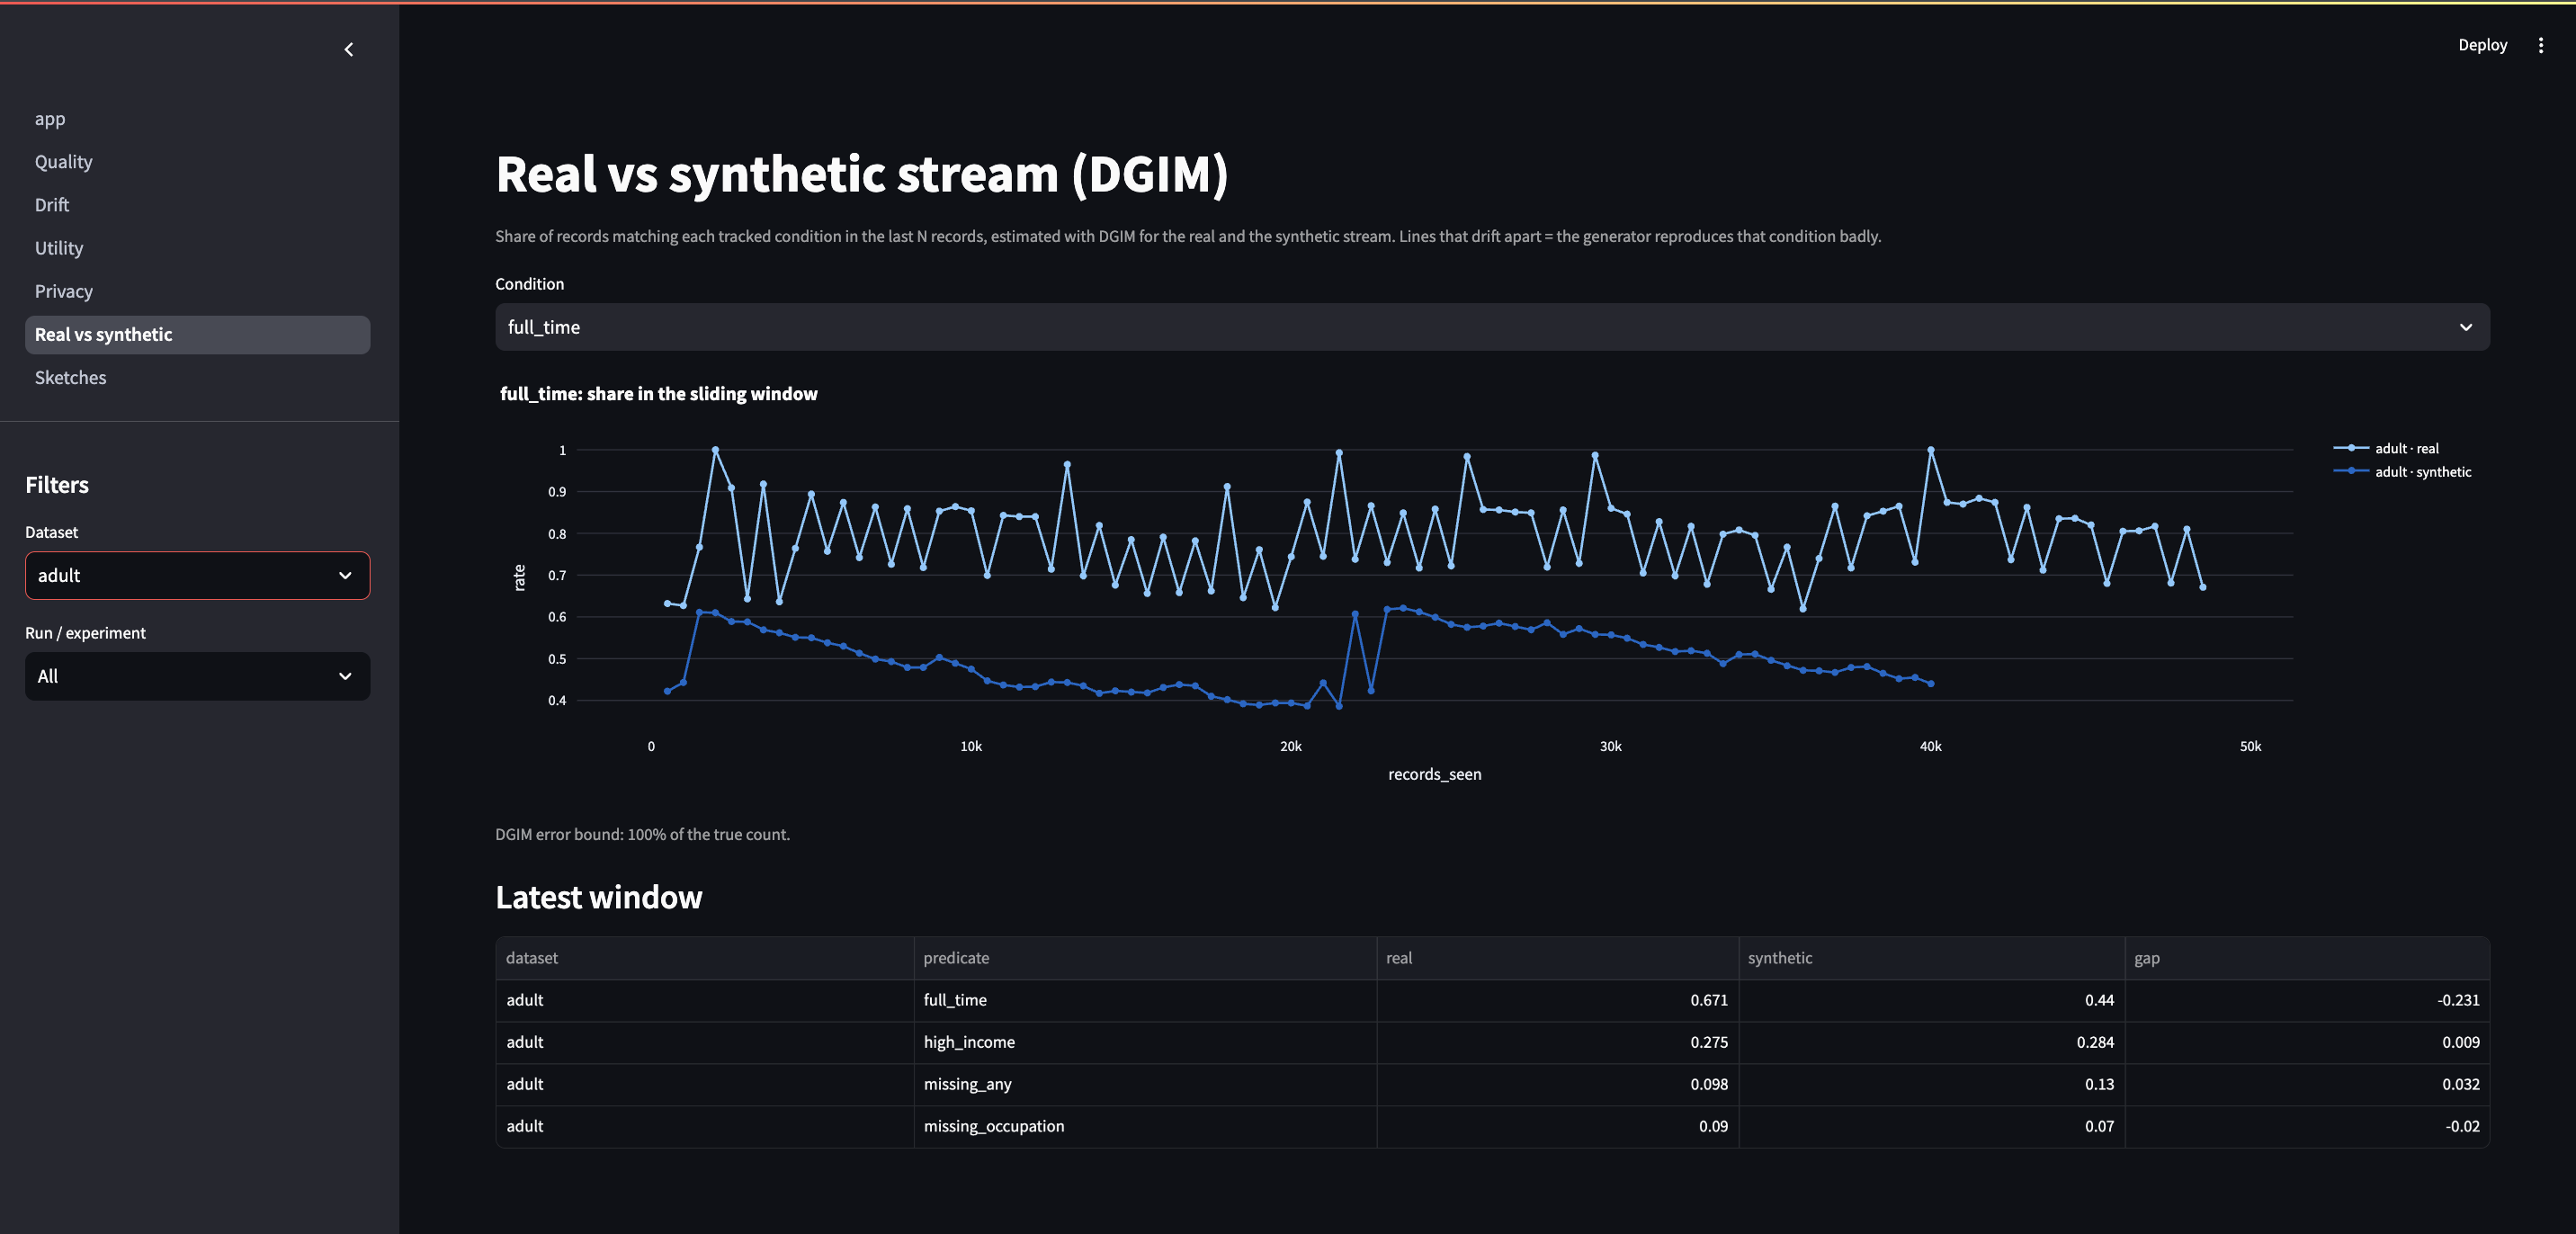 Deploy
app
Quality
Drift
Utility
Privacy
Real vs synthetic
Sketches
Filters
Dataset
adult
Run / experiment
All
Real vs synthetic stream (DGIM)
Share of records matching each tracked condition in the last N records, estimated with DGIM for the real and the synthetic stream. Lines that drift apart = the generator reproduces that condition badly.
Condition
full_time
full_time: share in the sliding window
adult · real
adult · synthetic
rate
1
0.9
0.8
0.7
0.6
0.5
0.4
0 10k 20k 30k 40k 50k
records_seen
DGIM error bound: 100% of the true count.
Latest window
dataset predicate real synthetic gap
adult full_time 0.671 0.44 -0.231
adult high_income 0.275 0.284 0.009
adult missing_any 0.098 0.13 0.032
adult missing_occupation 0.09 0.07 -0.02